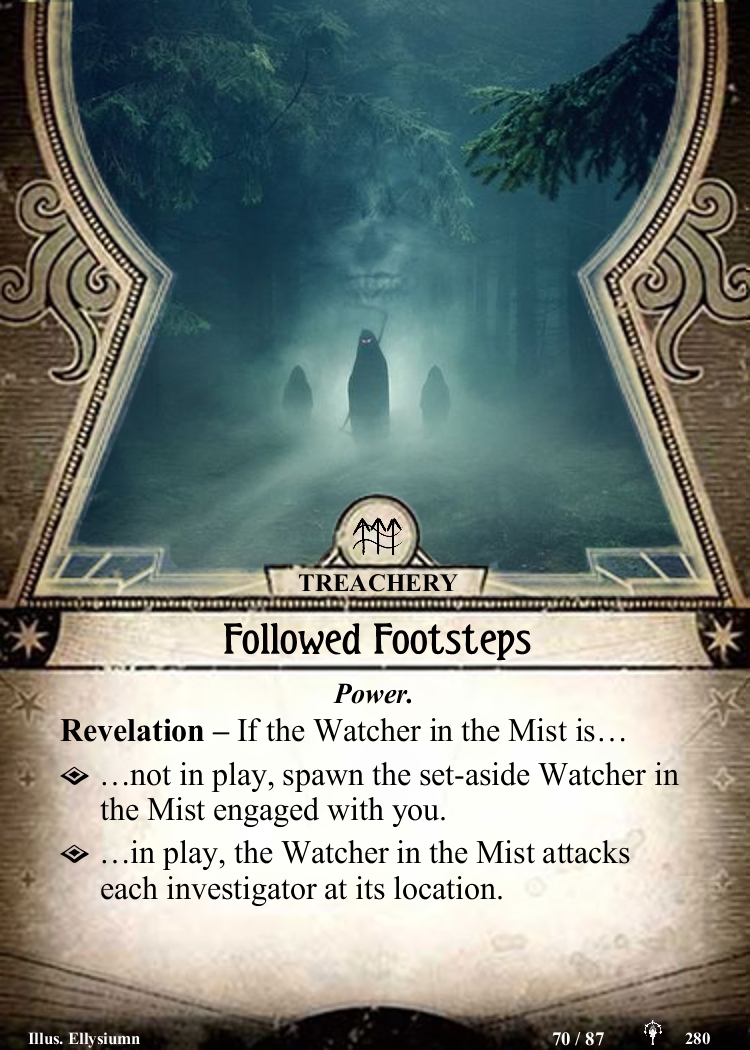 TREACHERY
Followed Footsteps
Power.
Revelation – If the Watcher in the Mist is…
…not in play, spawn the set-aside Watcher in
the Mist engaged with you.
…in play, the Watcher in the Mist attacks
each investigator at its location.
Illus. Ellysiumn 70 / 87 280